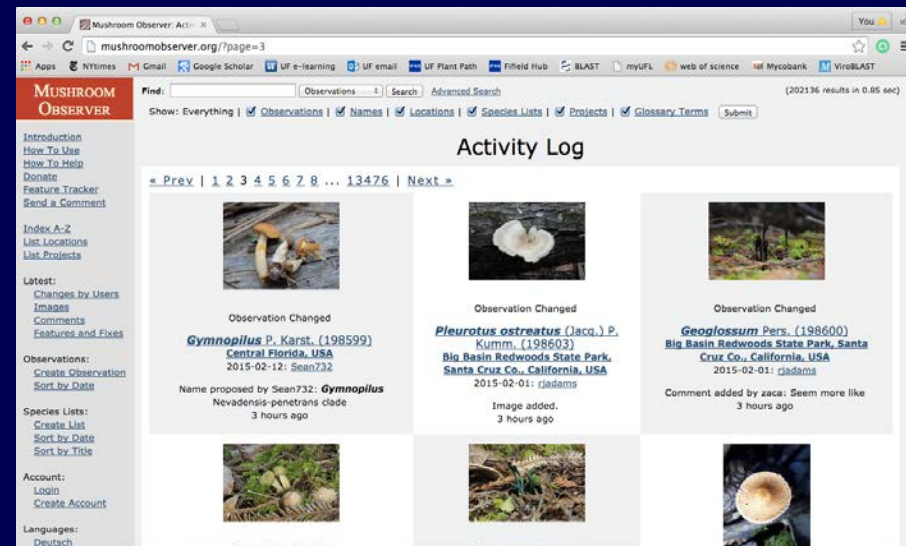 Mushroom Observer: Activ
You
mushroomobserver.org/?page=3
Apps NYtimes Gmail Google Scholar UF e-learning UF email UF Plant Path Fifield Hub BLAST myUFL web of science Mycobank ViroBLAST
MUSHROOM
OBSERVER
Find: Observations Search Advanced Search (202136 results in 0.85 sec)
Show: Everything | Observations | Names | Locations | Species Lists | Projects | Glossary Terms Submit
Introduction
How To Use
How To Help
Donate
Feature Tracker
Send a Comment
Index A-Z
List Locations
List Projects
Latest:
Changes by Users
Images
Comments
Features and Fixes
Observations:
Create Observation
Sort by Date
Species Lists:
Create List
Sort by Date
Sort by Title
Account:
Login
Create Account
Languages:
Deutsch
Activity Log
« Prev | 1 2 3 4 5 6 7 8 ... 13476 | Next »
Observation Changed
Gymnopilus P. Karst. (198599)
Central Florida, USA
2015-02-12: Sean732
Name proposed by Sean732: Gymnopilus
Nevadensis-penetrans clade
3 hours ago
Observation Changed
Pleurotus ostreatus (Jacq.) P.
Kumm. (198603)
Big Basin Redwoods State Park,
Santa Cruz Co., California, USA
2015-02-01: rjadams
Image added.
3 hours ago
Observation Changed
Geoglossum Pers. (198600)
Big Basin Redwoods State Park, Santa
Cruz Co., California, USA
2015-02-01: rjadams
Comment added by zaca: Seem more like
3 hours ago